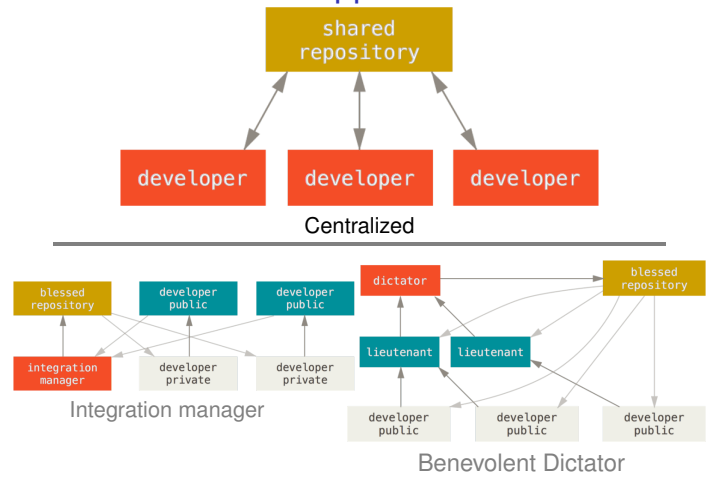 shared
repository
developer
developer
developer
Centralized
blessed
repository
developer
public
developer
public
integration
manager
developer
private
developer
private
Integration manager
dictator
blessed
repository
lieutenant
lieutenant
developer
public
developer
public
developer
public
Benevolent Dictator